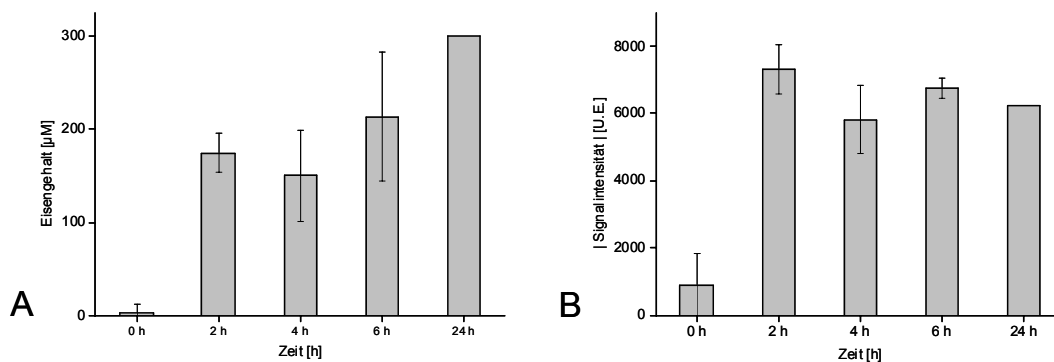 A
Eisengehalt [µM]
300
200
100
0
0 h
2 h
4 h
6 h
24 h
Zeit [h]
B
| Signalintensität | [U.E.]
8000
6000
4000
2000
0
0 h
2 h
4 h
6 h
24 h
Zeit [h]